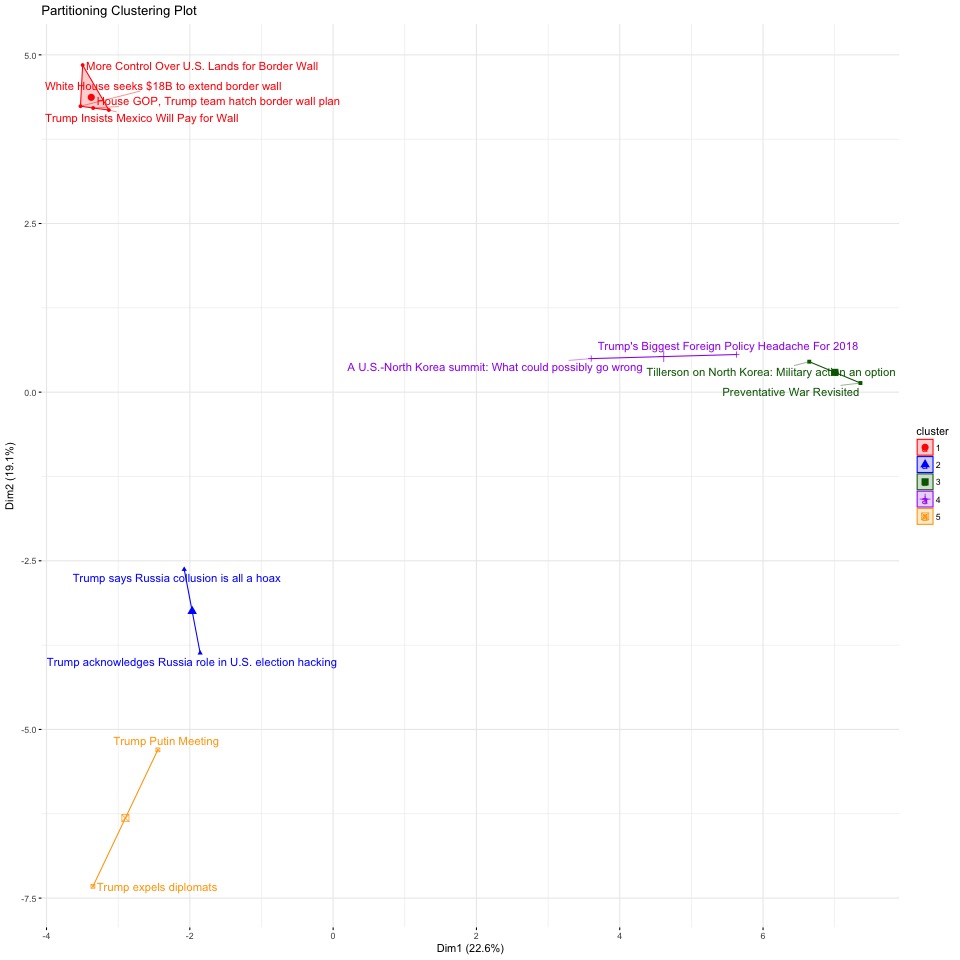 Partitioning Clustering Plot
5.0
More Control Over U.S. Lands for Border Wall
White House seeks $18B to extend border wall
House GOP, Trump team hatch border wall plan
Trump Insists Mexico Will Pay for Wall
2.5
Trump's Biggest Foreign Policy Headache For 2018
A U.S.-North Korea summit: What could possibly go wrong
Tillerson on North Korea: Military action an option
Preventative War Revisited
0.0
cluster
1
2
3
4
5
Dim2 (19.1%)
-2.5
Trump says Russia collusion is all a hoax
Trump acknowledges Russia role in U.S. election hacking
-5.0
Trump Putin Meeting
Trump expels diplomats
-7.5
-4
-2
0
2
4
6
Dim1 (22.6%)